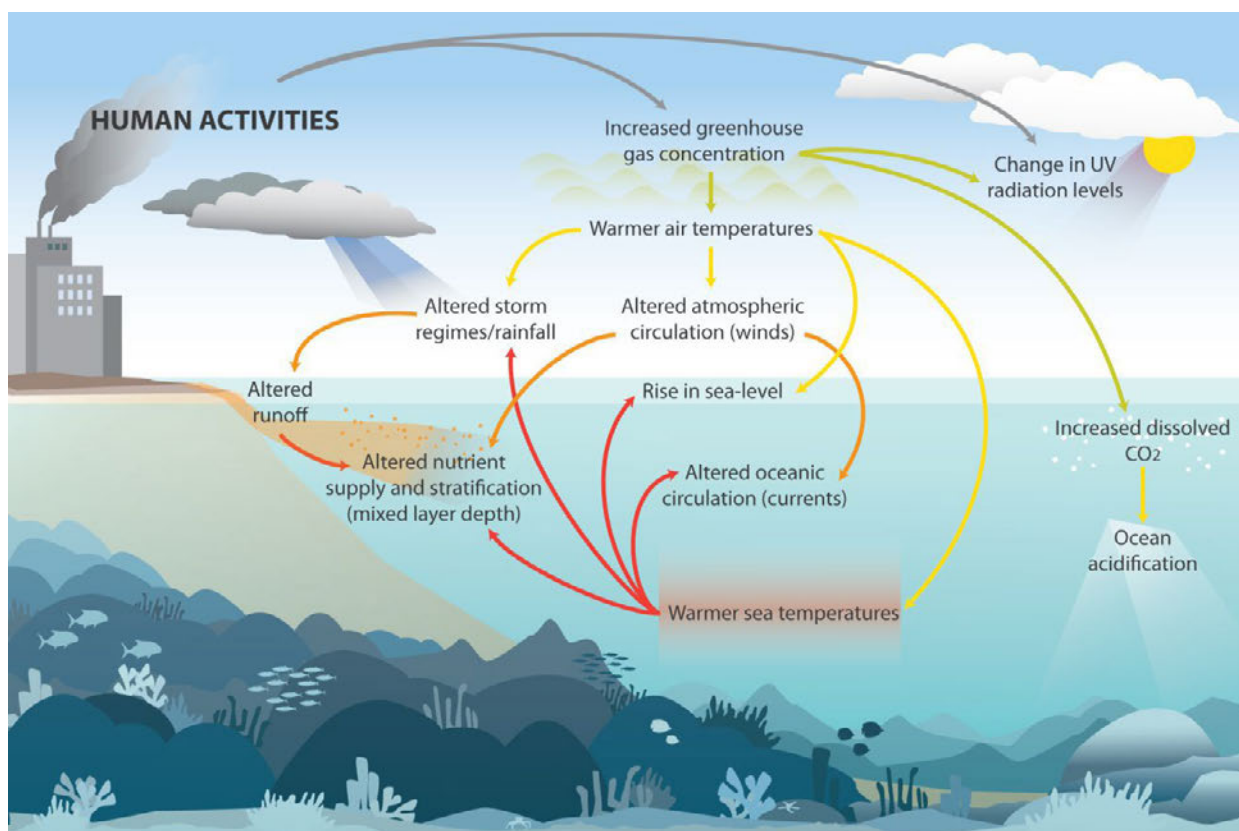 HUMAN ACTIVITIES
Increased greenhouse
gas concentration
Change in UV
radiation levels
Warmer air temperatures
Altered storm
regimes/rainfall
Altered atmospheric
circulation (winds)
Altered
runoff
Rise in sea-level
Increased dissolved
CO2
Altered nutrient
supply and stratification
(mixed layer depth)
Altered oceanic
circulation (currents)
Ocean
acidification
Warmer sea temperatures